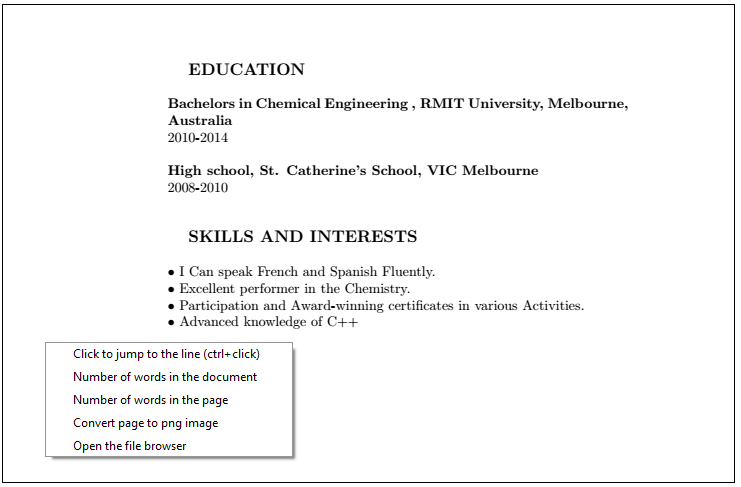 EDUCATION
Bachelors in Chemical Engineering , RMIT University, Melbourne,
Australia
2010-2014
High school, St. Catherine's School, VIC Melbourne
2008-2010
SKILLS AND INTERESTS
• I Can speak French and Spanish Fluently.
• Excellent performer in the Chemistry.
• Participation and Award-winning certificates in various Activities.
• Advanced knowledge of C++
Click to jump to the line (ctrl+click)
Number of words in the document
Number of words in the page
Convert page to png image
Open the file browser